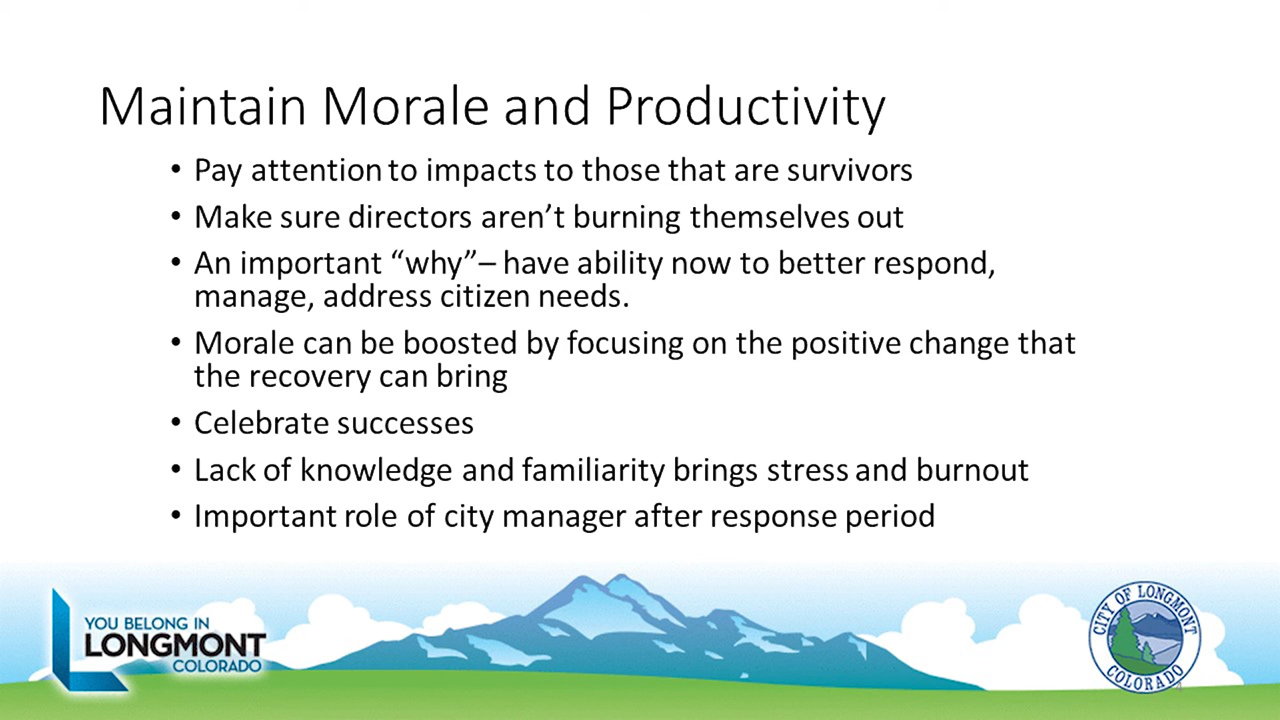 Maintain Morale and Productivity
• Pay attention to impacts to those that are survivors
• Make sure directors aren’t burning themselves out
• An important “why”– have ability now to better respond,
manage, address citizen needs.
• Morale can be boosted by focusing on the positive change that
the recovery can bring
• Celebrate successes
• Lack of knowledge and familiarity brings stress and burnout
• Important role of city manager after response period
YOU BELONG IN
LONGMONT
COLORADO
CITY OF LONGMONT
COLORADO